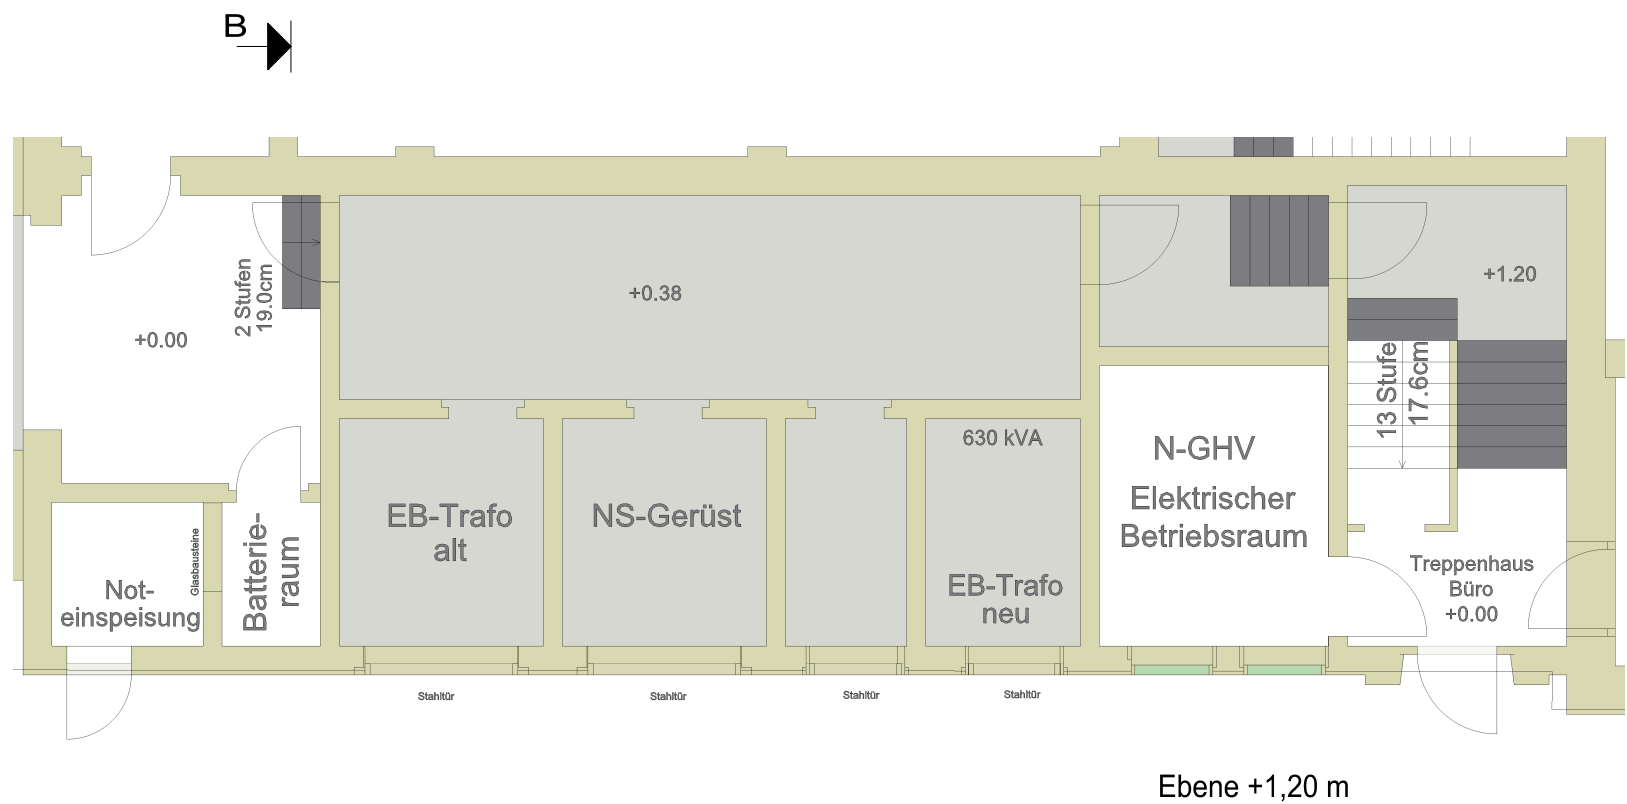 B
+0.38
+1.20
2 Stufen
19.0cm
+0.00
13 Stufe
17.6cm
630 kVA
N-GHV
Elektrischer
Betriebsraum
EB-Trafo
alt
NS-Gerüst
Glasbausteine
Batterie-
raum
Not-
einspeisung
EB-Trafo
neu
Treppenhaus
Büro
+0.00
Stahltür
Stahltür
Stahltür
Stahltür
Ebene +1,20 m